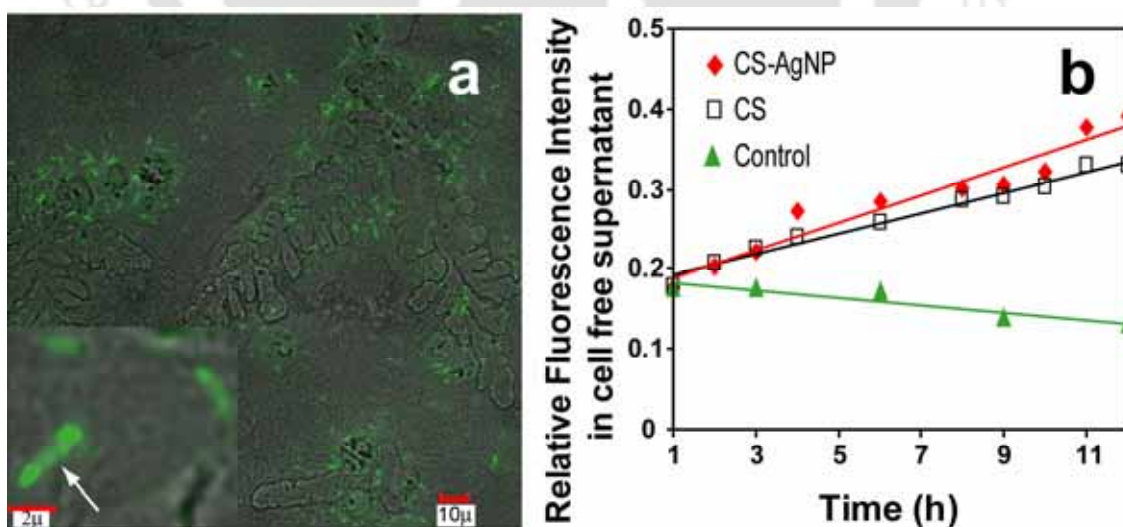 a
2μ
10μ
b
Relative Fluorescence Intensity
in cell free supernatant
0.5
0.4
0.3
0.2
0.1
0
CS-AgNP
CS
Control
1 3 5 7 9 11
Time (h)